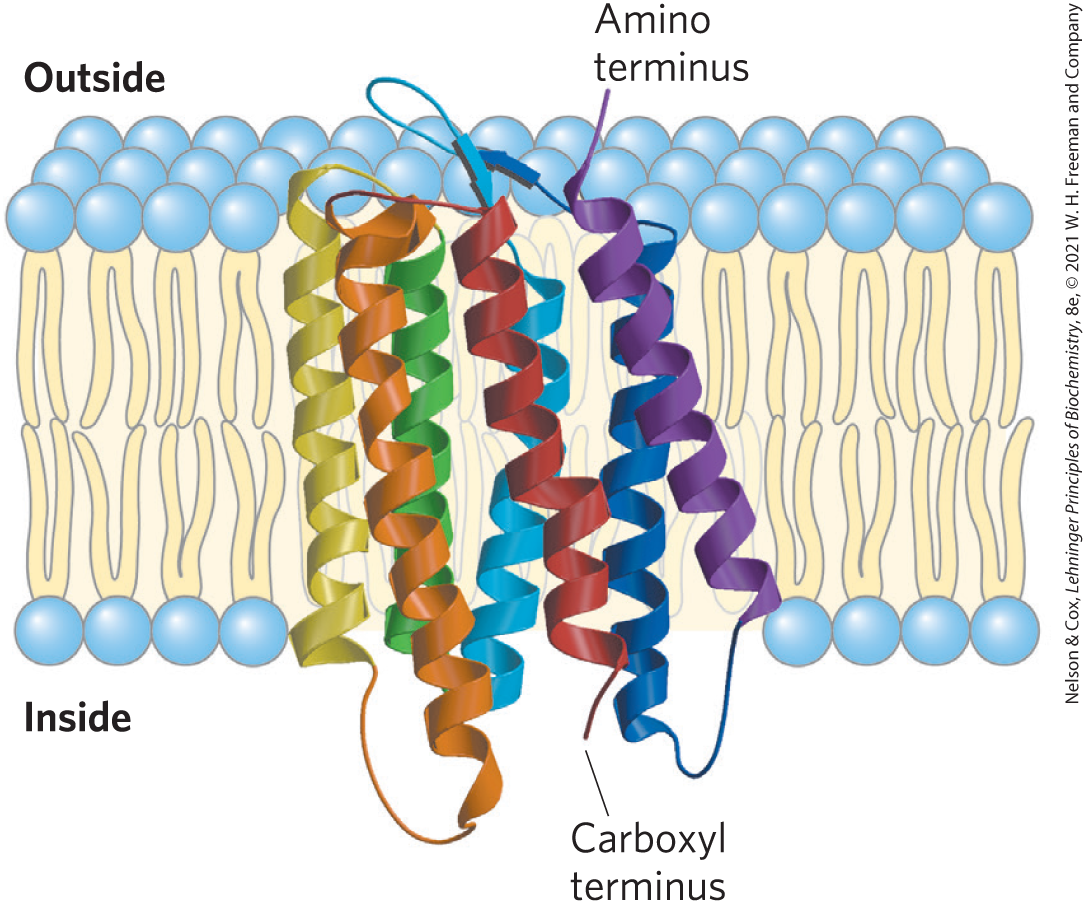 Amino
terminus
Outside
Inside
Carboxyl
terminus
Nelson & Cox, Lehninger Principles of Biochemistry, 8e, © 2021 W. H. Freeman and Company